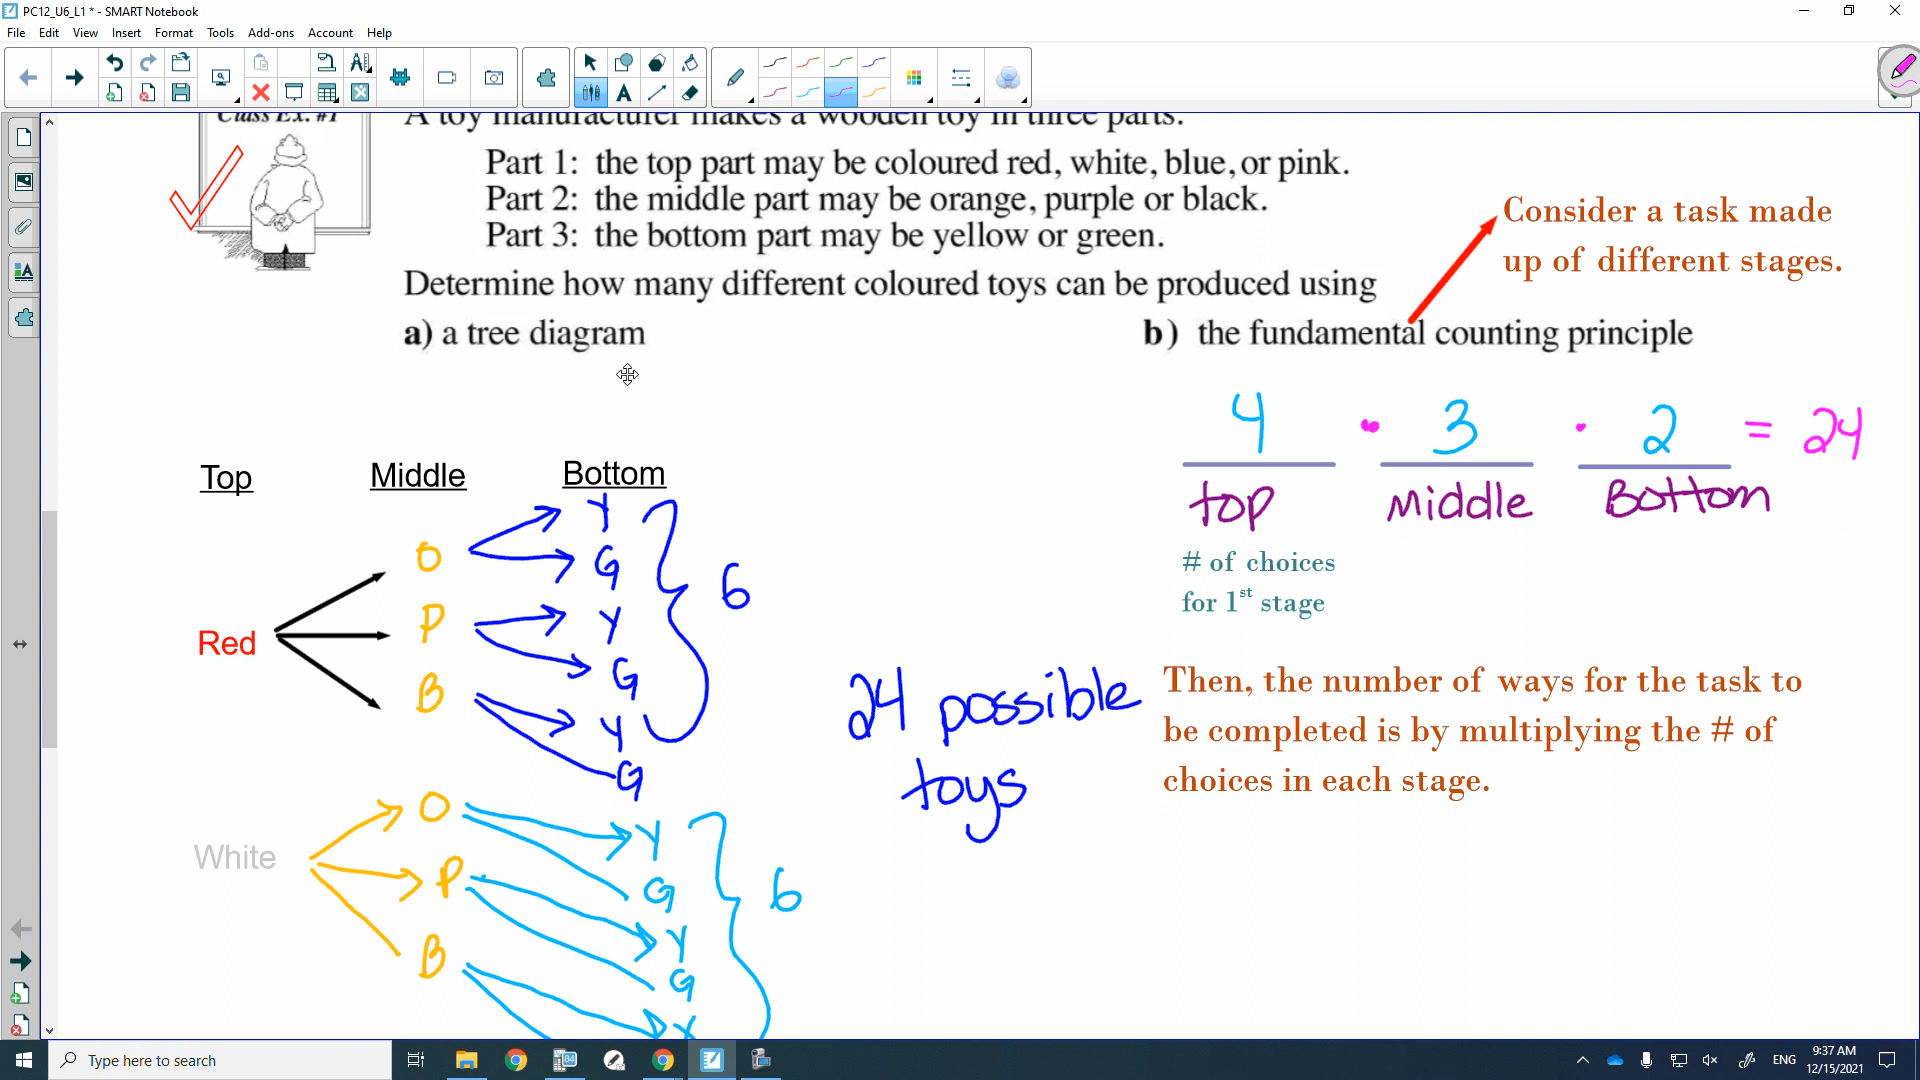 PC12_U6_L1 * - SMART Notebook
File Edit View Insert Format Tools Add-ons Account Help
Class Ex. #1
A toy manufacturer makes a wooden toy in three parts.
Part 1: the top part may be coloured red, white, blue, or pink.
Part 2: the middle part may be orange, purple or black.
Part 3: the bottom part may be yellow or green.
Consider a task made
up of different stages.
Determine how many different coloured toys can be produced using
a) a tree diagram
b) the fundamental counting principle
4 · 3 · 2 = 24
top Middle Bottom
# of choices
for 1st stage
Then, the number of ways for the task to
be completed is by multiplying the # of
choices in each stage.
Top Middle Bottom
Y
O
G
6
P
Y
Red
G
B
Y
G
24 possible
toys
O
Y
White
P
G
6
Y
B
G
Y
Type here to search
84
ENG
9:37 AM
12/15/2021